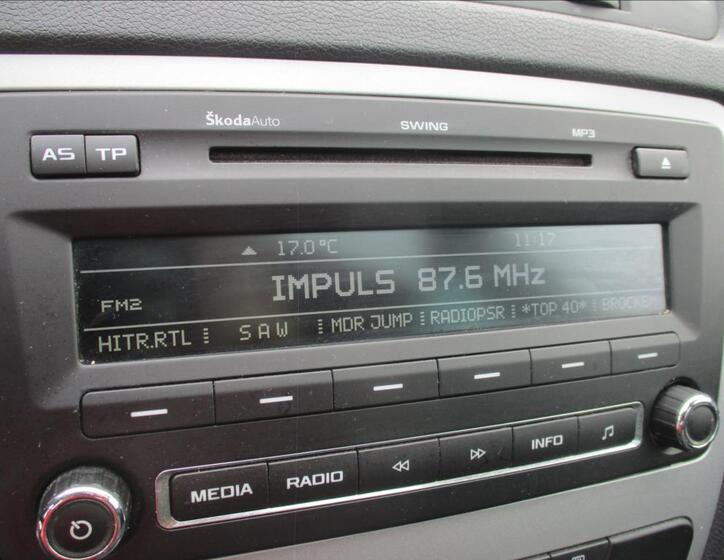 ŠkodaAuto SWING MP3
AS TP
17.0°C 11:17
IMPULS 87.6 MHz
FM2
HITR.RTL SAW MDR JUMP RADIOPSR *TOP 40* BROCKEN
MEDIA RADIO INFO